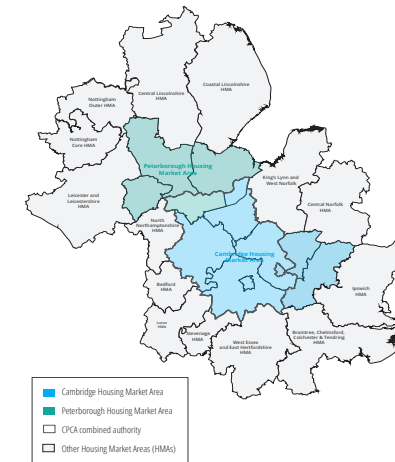 Coastal Lincolnshire
HMA
Central Lincolnshire
HMA
Nottingham
Outer HMA
Nottingham
Core HMA
Peterborough Housing
Market Area
King's Lynn and
West Norfolk
Leicester and
Leicestershire
HMA
Central Norfolk
HMA
North
Northamptonshire
HMA
Cambridge Housing
Market Area
Bedford
HMA
Ipswich
HMA
Luton
HMA
Stevenage
HMA
West Essex
and East Hertfordshire
HMA
Braintree, Chelmsford,
Colchester & Tendring
HMA
Cambridge Housing Market Area
Peterborough Housing Market Area
CPCA combined authority
Other Housing Market Areas (HMAs)